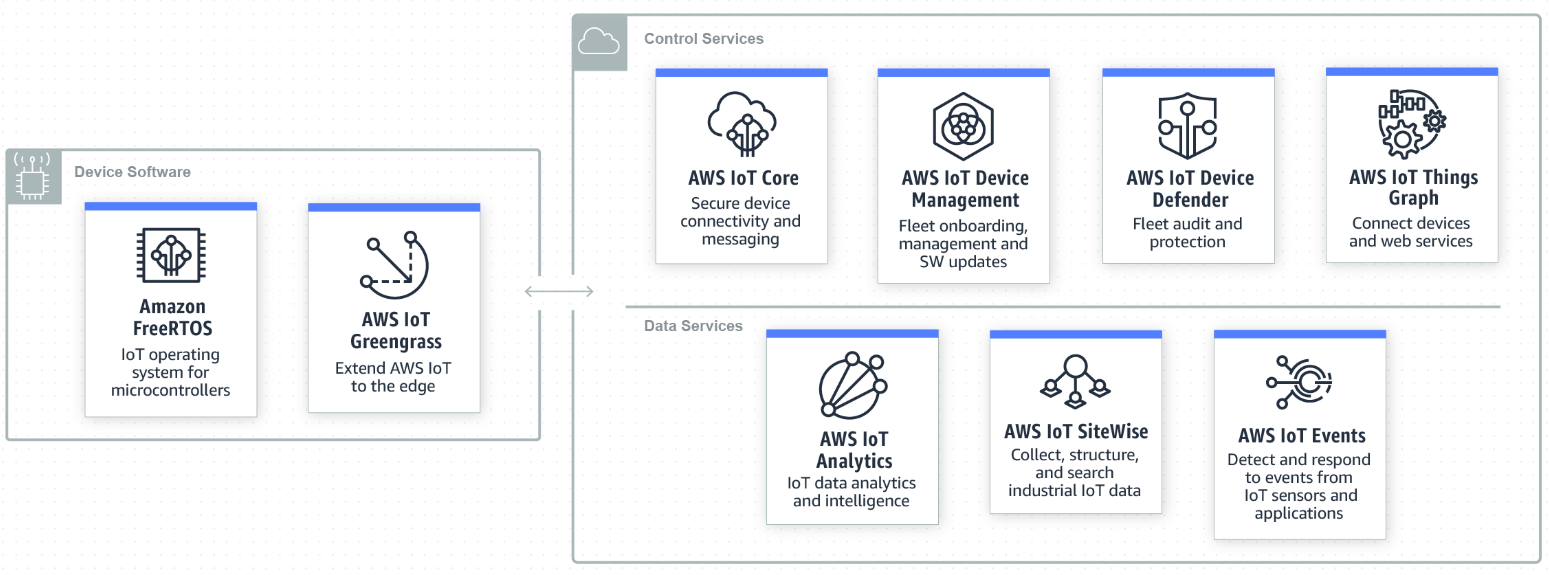 Device Software
Amazon
FreeRTOS
IoT operating
system for
microcontrollers
AWS IoT
Greengrass
Extend AWS IoT
to the edge
Control Services
AWS IoT Core
Secure device
connectivity and
messaging
AWS IoT Device
Management
Fleet onboarding,
management and
SW updates
AWS IoT Device
Defender
Fleet audit and
protection
AWS IoT Things
Graph
Connect devices
and web services
Data Services
AWS IoT
Analytics
IoT data analytics
and intelligence
AWS IoT SiteWise
Collect, structure,
and search
industrial IoT data
AWS IoT Events
Detect and respond
to events from
IoT sensors and
applications